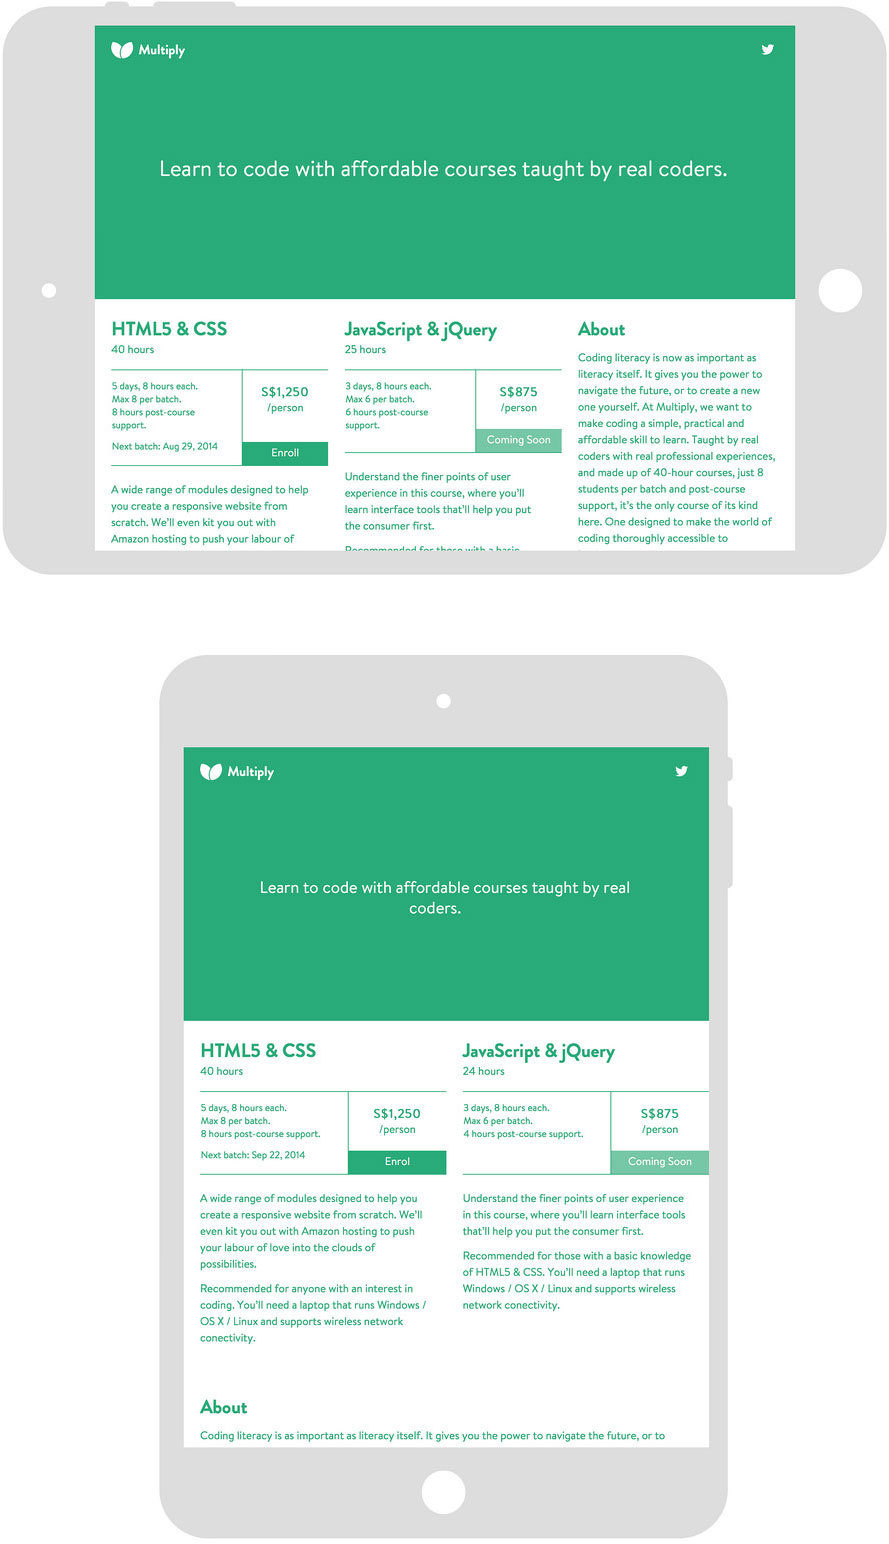 Multiply
Learn to code with affordable courses taught by real coders.
HTML5 & CSS
40 hours
5 days, 8 hours each.
Max 8 per batch.
8 hours post-course
support.
Next batch: Aug 29, 2014
S$1,250
/person
Enroll
A wide range of modules designed to help
you create a responsive website from
scratch. We'll even kit you out with
Amazon hosting to push your labour of
JavaScript & jQuery
25 hours
3 days, 8 hours each.
Max 6 per batch.
6 hours post-course
support.
S$875
/person
Coming Soon
Understand the finer points of user
experience in this course, where you'll
learn interface tools that'll help you put
the consumer first.
Recommended for those with a basic
About
Coding literacy is now as important as
literacy itself. It gives you the power to
navigate the future, or to create a new
one yourself. At Multiply, we want to
make coding a simple, practical and
affordable skill to learn. Taught by real
coders with real professional experiences,
and made up of 40-hour courses, just 8
students per batch and post-course
support, it's the only course of its kind
here. One designed to make the world of
coding thoroughly accessible to
Multiply
Learn to code with affordable courses taught by real
coders.
HTML5 & CSS
40 hours
5 days, 8 hours each.
Max 8 per batch.
8 hours post-course support.
Next batch: Sep 22, 2014
S$1,250
/person
Enrol
A wide range of modules designed to help you
create a responsive website from scratch. We'll
even kit you out with Amazon hosting to push
your labour of love into the clouds of
possibilities.
Recommended for anyone with an interest in
coding. You'll need a laptop that runs Windows /
OS X / Linux and supports wireless network
conectivity.
JavaScript & jQuery
24 hours
3 days, 8 hours each.
Max 6 per batch.
4 hours post-course support.
S$875
/person
Coming Soon
Understand the finer points of user experience
in this course, where you'll learn interface tools
that'll help you put the consumer first.
Recommended for those with a basic knowledge
of HTML5 & CSS. You'll need a laptop that runs
Windows / OS X / Linux and supports wireless
network conectivity.
About
Coding literacy is as important as literacy itself. It gives you the power to navigate the future, or to